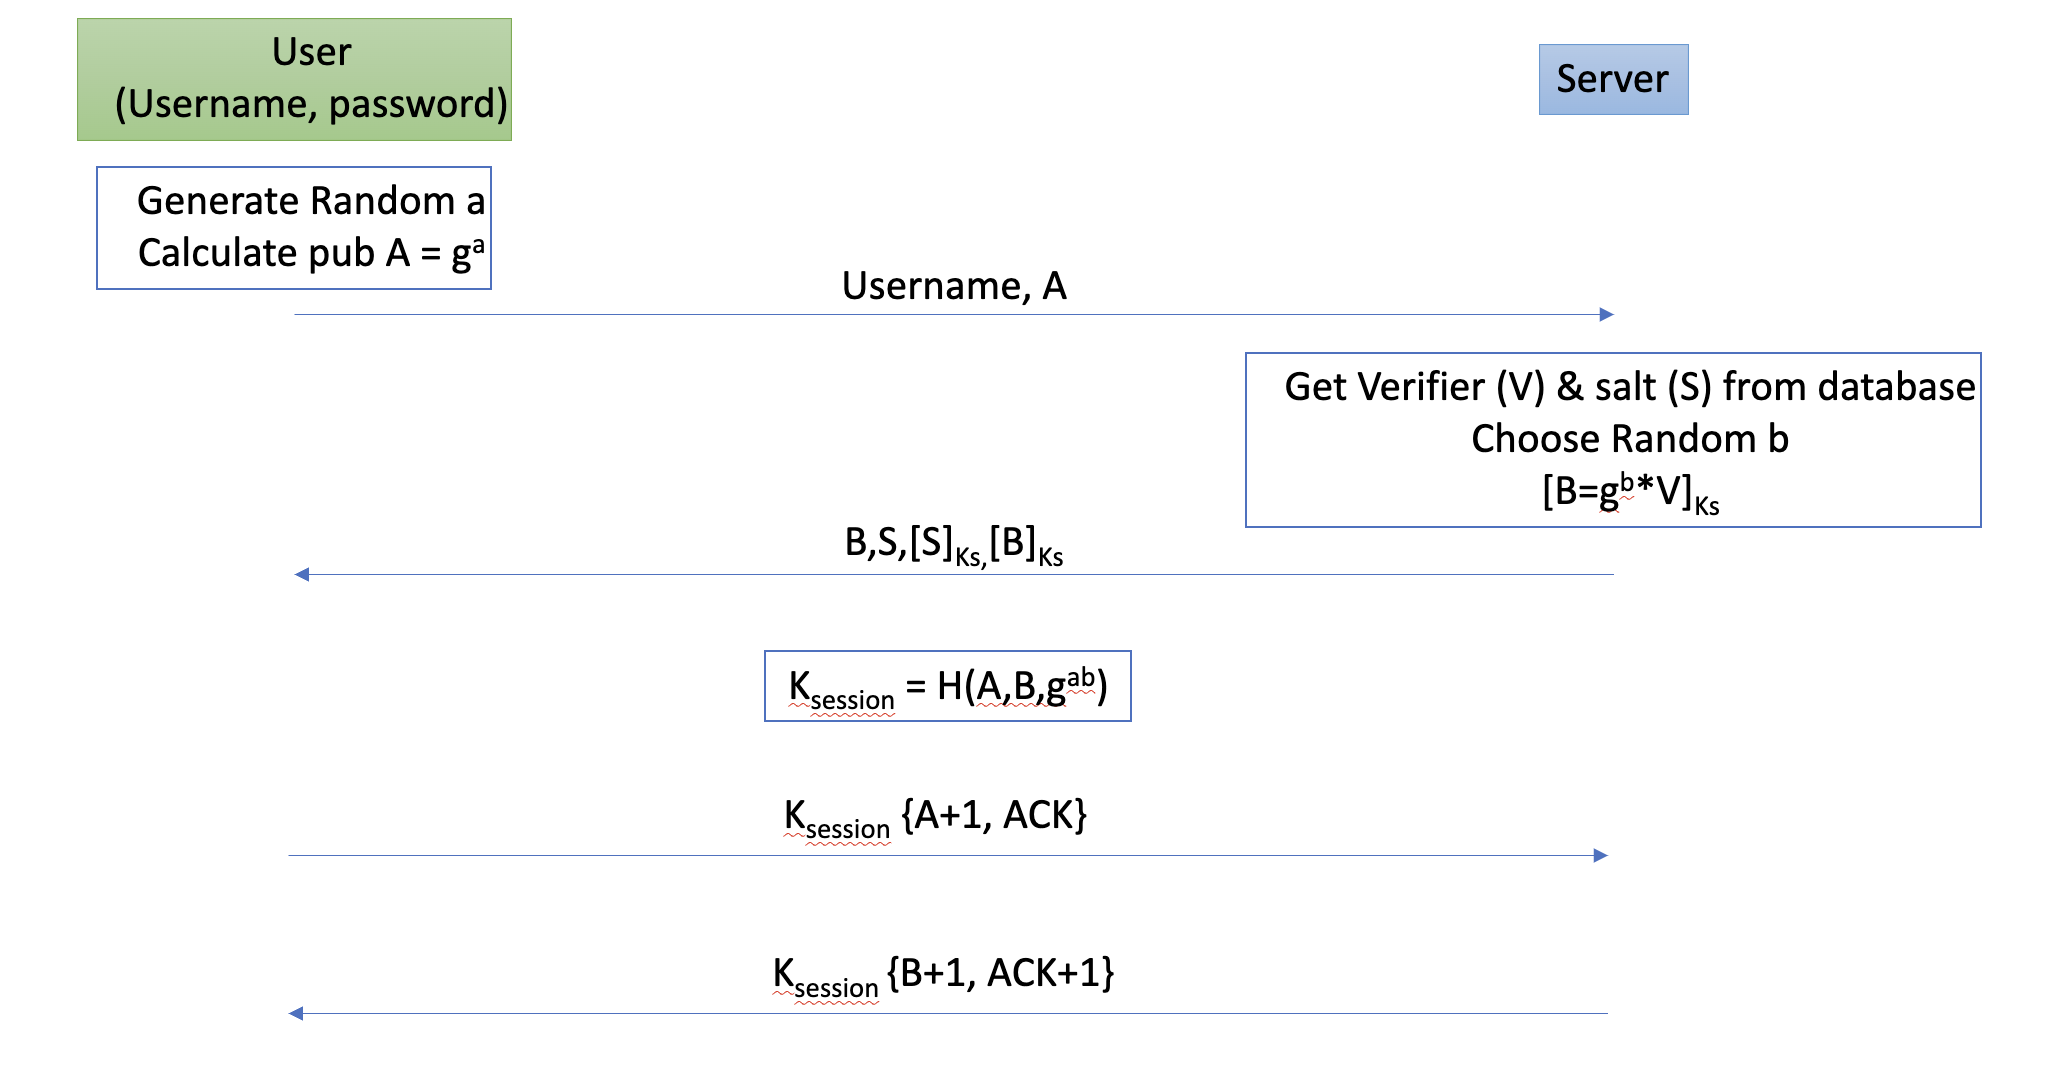 User
(Username, password)
Server
Generate Random a
Calculate pub A = gᵃ
Username, A
Get Verifier (V) & salt (S) from database
Choose Random b
[B=gᵇ*V]Ks
B,S,[S]Ks,[B]Ks
Ksession = H(A,B,gᵃᵇ)
Ksession {A+1, ACK}
Ksession {B+1, ACK+1}